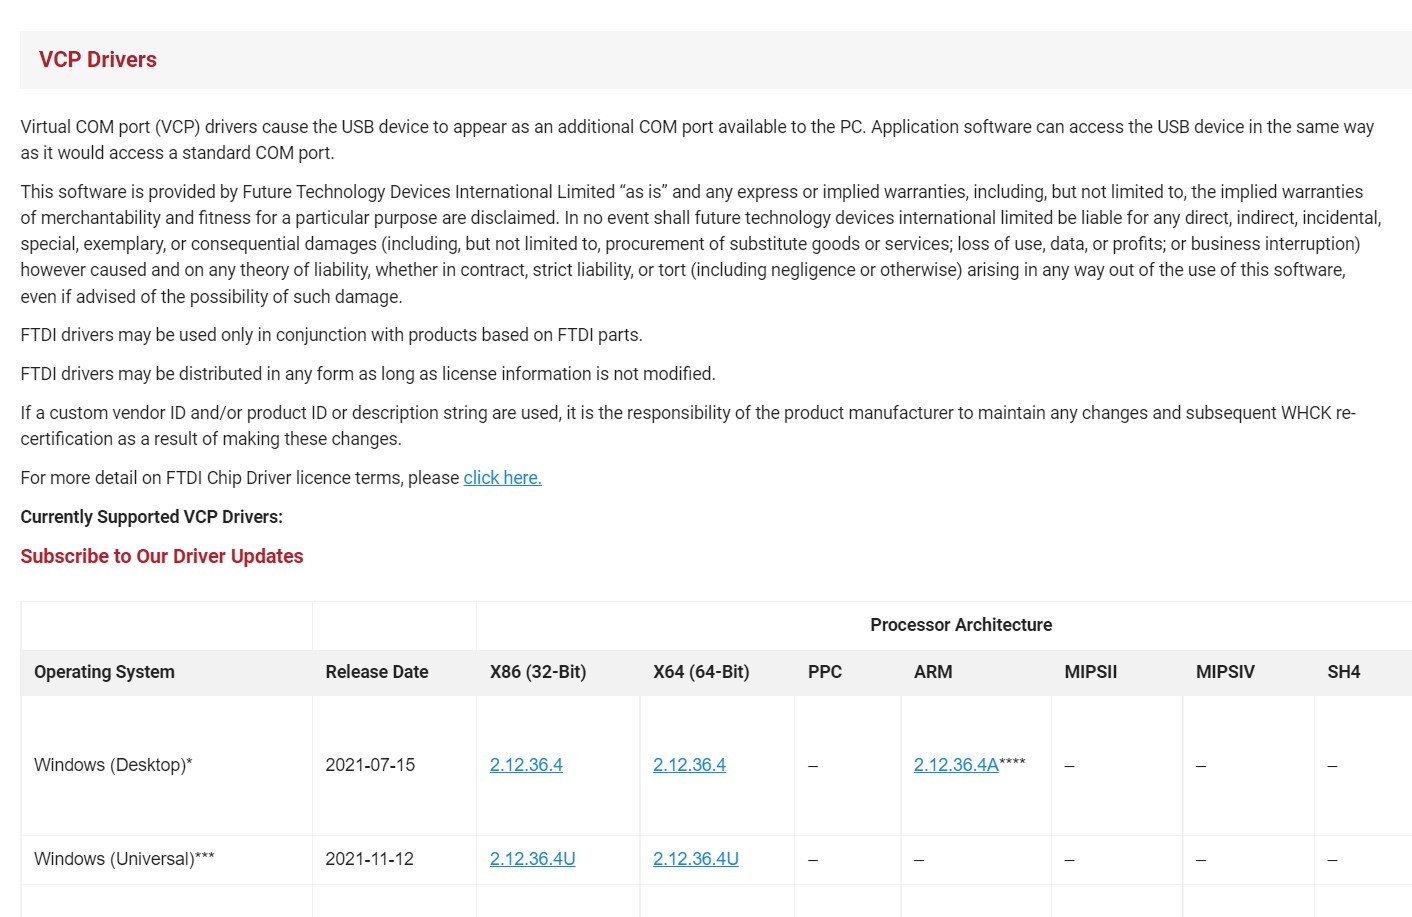 VCP Drivers
Virtual COM port (VCP) drivers cause the USB device to appear as an additional COM port available to the PC. Application software can access the USB device in the same way
as it would access a standard COM port.
This software is provided by Future Technology Devices International Limited “as is” and any express or implied warranties, including, but not limited to, the implied warranties
of merchantability and fitness for a particular purpose are disclaimed. In no event shall future technology devices international limited be liable for any direct, indirect, incidental,
special, exemplary, or consequential damages (including, but not limited to, procurement of substitute goods or services; loss of use, data, or profits; or business interruption)
however caused and on any theory of liability, whether in contract, strict liability, or tort (including negligence or otherwise) arising in any way out of the use of this software,
even if advised of the possibility of such damage.
FTDI drivers may be used only in conjunction with products based on FTDI parts.
FTDI drivers may be distributed in any form as long as license information is not modified.
If a custom vendor ID and/or product ID or description string are used, it is the responsibility of the product manufacturer to maintain any changes and subsequent WHCK re-
certification as a result of making these changes.
For more detail on FTDI Chip Driver licence terms, please click here.
Currently Supported VCP Drivers:
Subscribe to Our Driver Updates
Processor Architecture
Operating System Release Date X86 (32-Bit) X64 (64-Bit) PPC ARM MIPSII MIPSIV SH4
Windows (Desktop)* 2021-07-15 2.12.36.4 2.12.36.4 – 2.12.36.4A**** – – –
Windows (Universal)*** 2021-11-12 2.12.36.4U 2.12.36.4U – – – – –